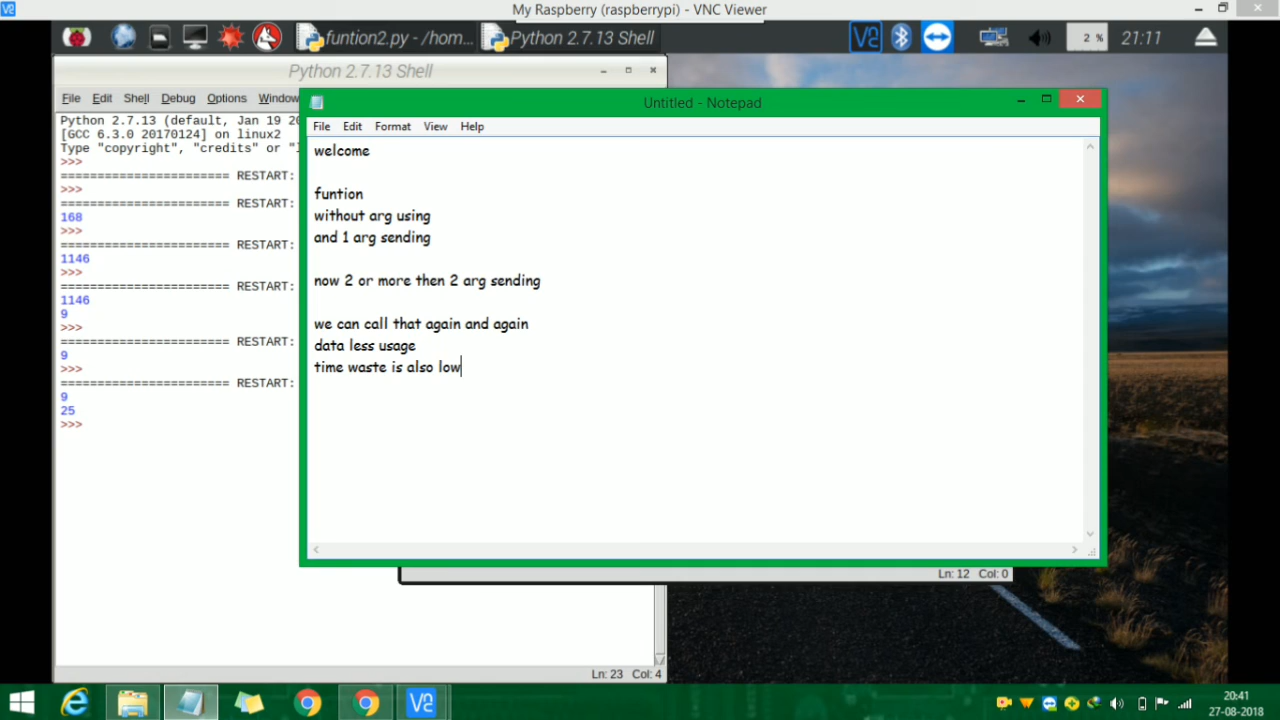 My Raspberry (raspberrypi) - VNC Viewer
funtion2.py - /hom... Python 2.7.13 Shell 2 % 21:11
Python 2.7.13 Shell
File Edit Shell Debug Options Window
Python 2.7.13 (default, Jan 19 20
[GCC 6.3.0 20170124] on linux2
Type "copyright", "credits" or "l
>>>
======================= RESTART:
>>>
======================= RESTART:
168
>>>
======================= RESTART:
1146
>>>
======================= RESTART:
1146
9
>>>
======================= RESTART:
9
>>>
======================= RESTART:
9
25
>>>
Ln: 23 Col: 4
Untitled - Notepad
File Edit Format View Help
welcome
funtion
without arg using
and 1 arg sending
now 2 or more then 2 arg sending
we can call that again and again
data less usage
time waste is also low
Ln: 12 Col: 0
20:41
27-08-2018